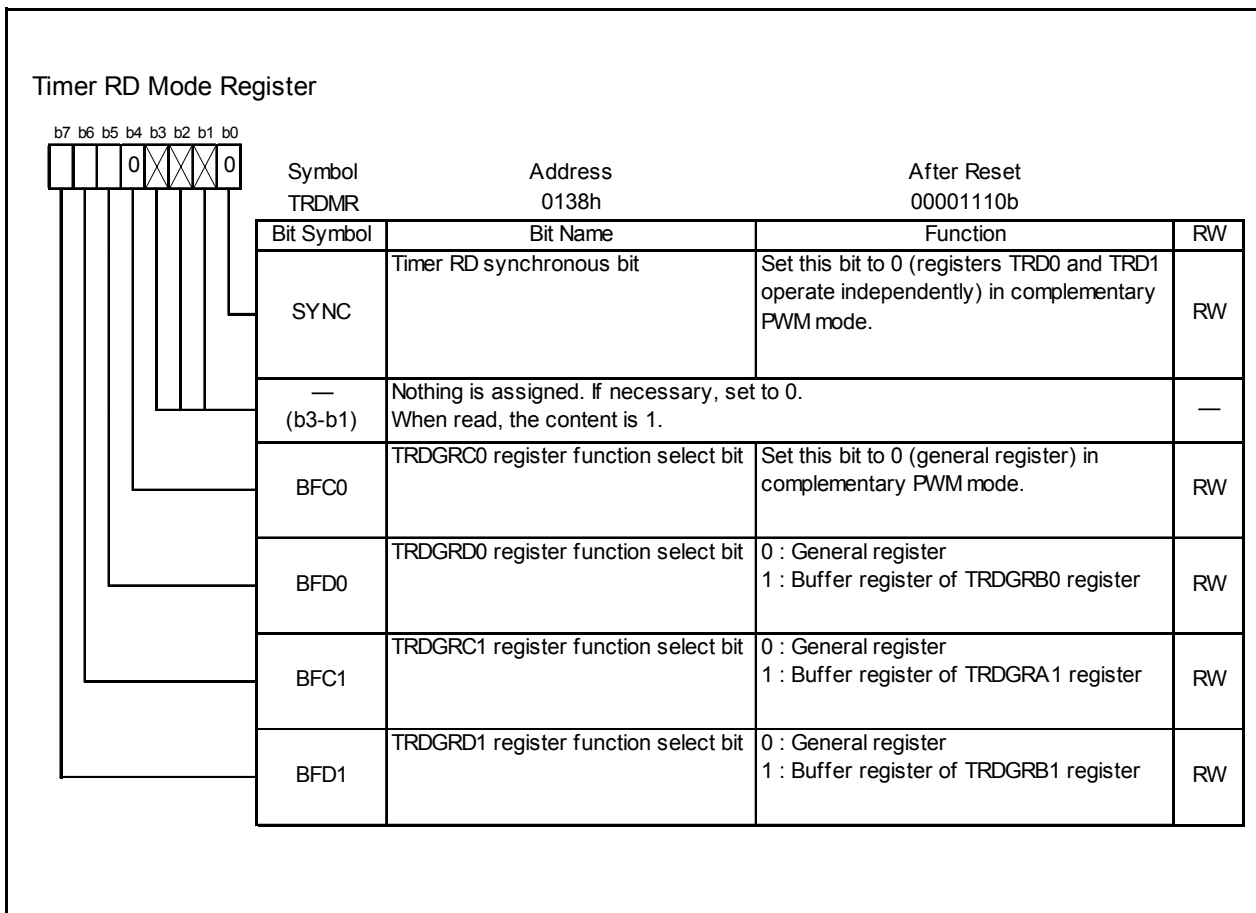 Timer RD Mode Register
b7 b6 b5 b4 b3 b2 b1 b0
0 0
Symbol Address After Reset
TRDMR 0138h 00001110b
Bit Symbol Bit Name Function RW
SYNC Timer RD synchronous bit Set this bit to 0 (registers TRD0 and TRD1
operate independently) in complementary
PWM mode. RW
—
(b3-b1) Nothing is assigned. If necessary, set to 0.
When read, the content is 1. —
BFC0 TRDGRC0 register function select bit Set this bit to 0 (general register) in
complementary PWM mode. RW
BFD0 TRDGRD0 register function select bit 0 : General register
1 : Buffer register of TRDGRB0 register RW
BFC1 TRDGRC1 register function select bit 0 : General register
1 : Buffer register of TRDGRA1 register RW
BFD1 TRDGRD1 register function select bit 0 : General register
1 : Buffer register of TRDGRB1 register RW